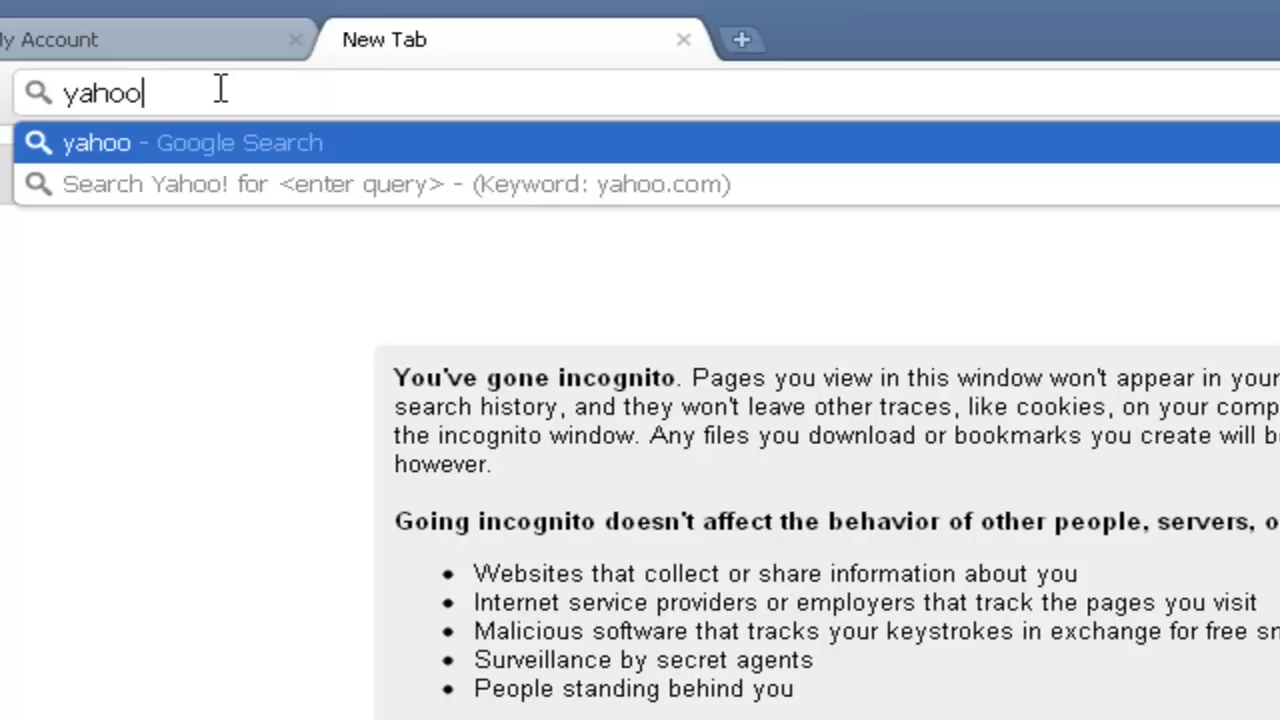 My Account
New Tab
yahoo
yahoo - Google Search
Search Yahoo! for <enter query> - (Keyword: yahoo.com)
You've gone incognito. Pages you view in this window won't appear in your
search history, and they won't leave other traces, like cookies, on your comp
the incognito window. Any files you download or bookmarks you create will b
however.
Going incognito doesn't affect the behavior of other people, servers, o
• Websites that collect or share information about you
• Internet service providers or employers that track the pages you visit
• Malicious software that tracks your keystrokes in exchange for free sm
• Surveillance by secret agents
• People standing behind you